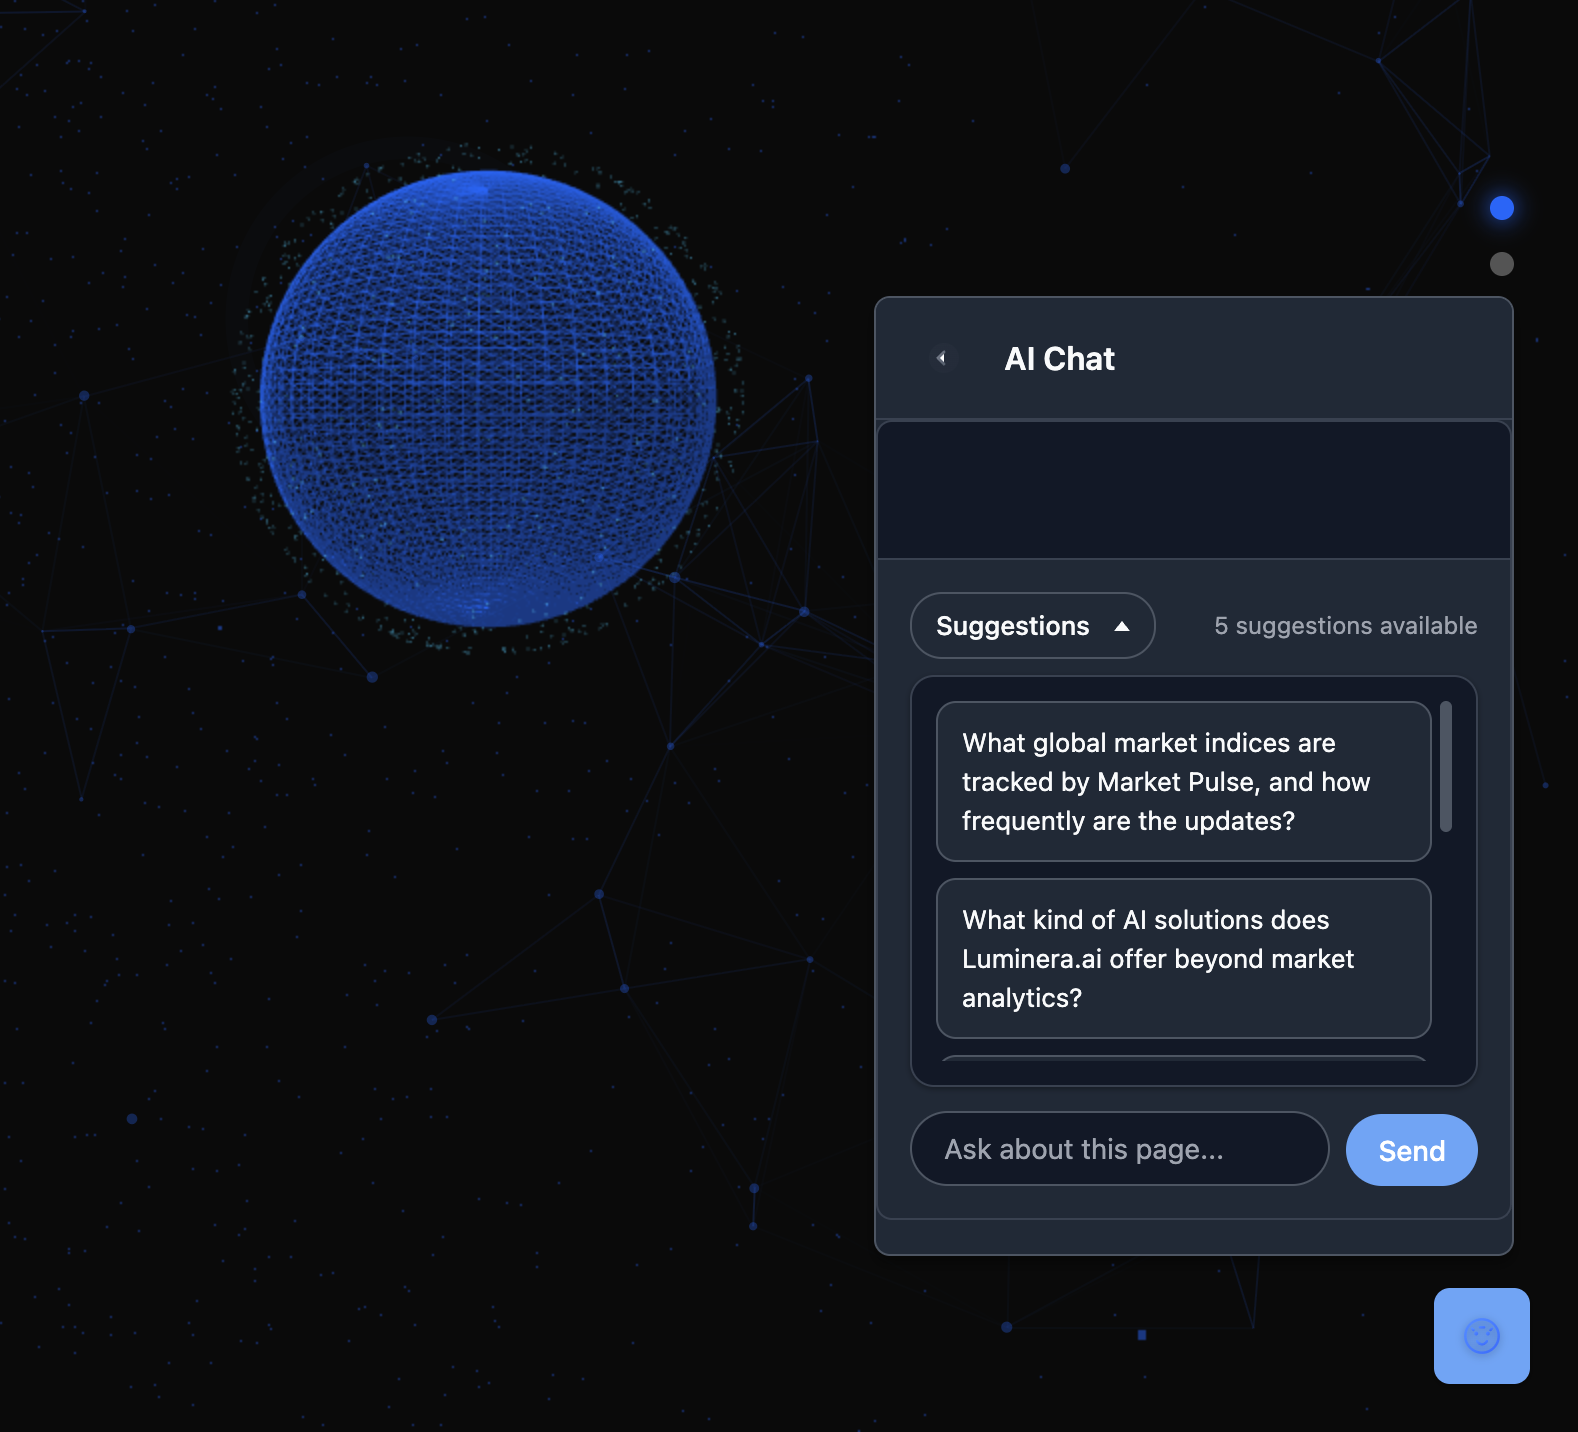 AI Chat
Suggestions
5 suggestions available
What global market indices are
tracked by Market Pulse, and how
frequently are the updates?
What kind of AI solutions does
Luminera.ai offer beyond market
analytics?
Ask about this page...
Send